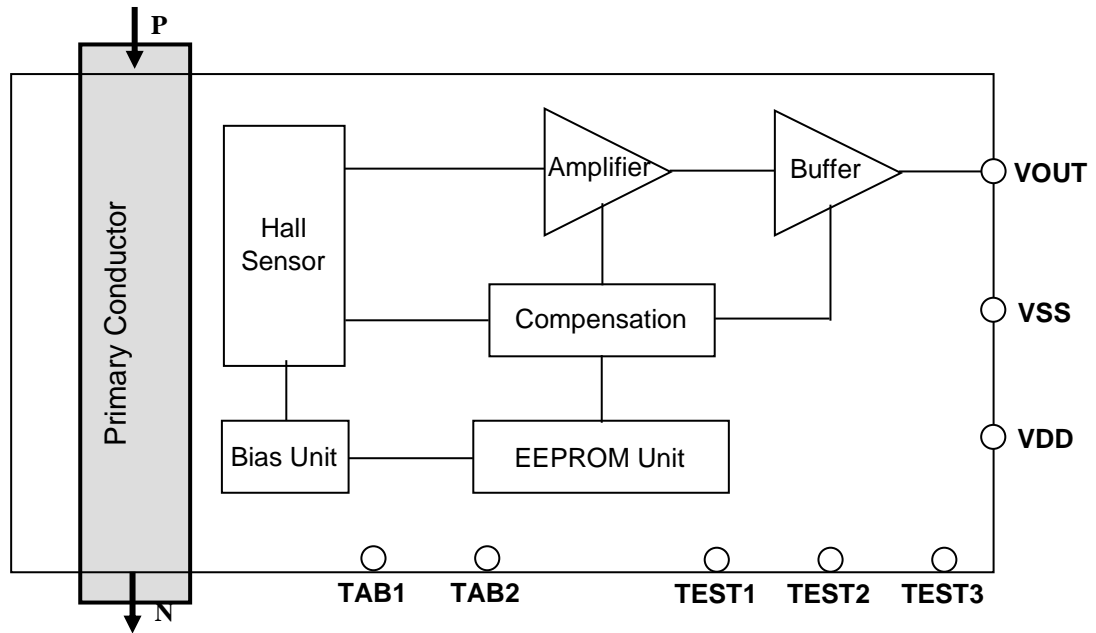 P
Primary Conductor
Hall
Sensor
Amplifier
Buffer
VOUT
Compensation
VSS
VDD
Bias Unit
EEPROM Unit
TAB1
TAB2
TEST1
TEST2
TEST3
N